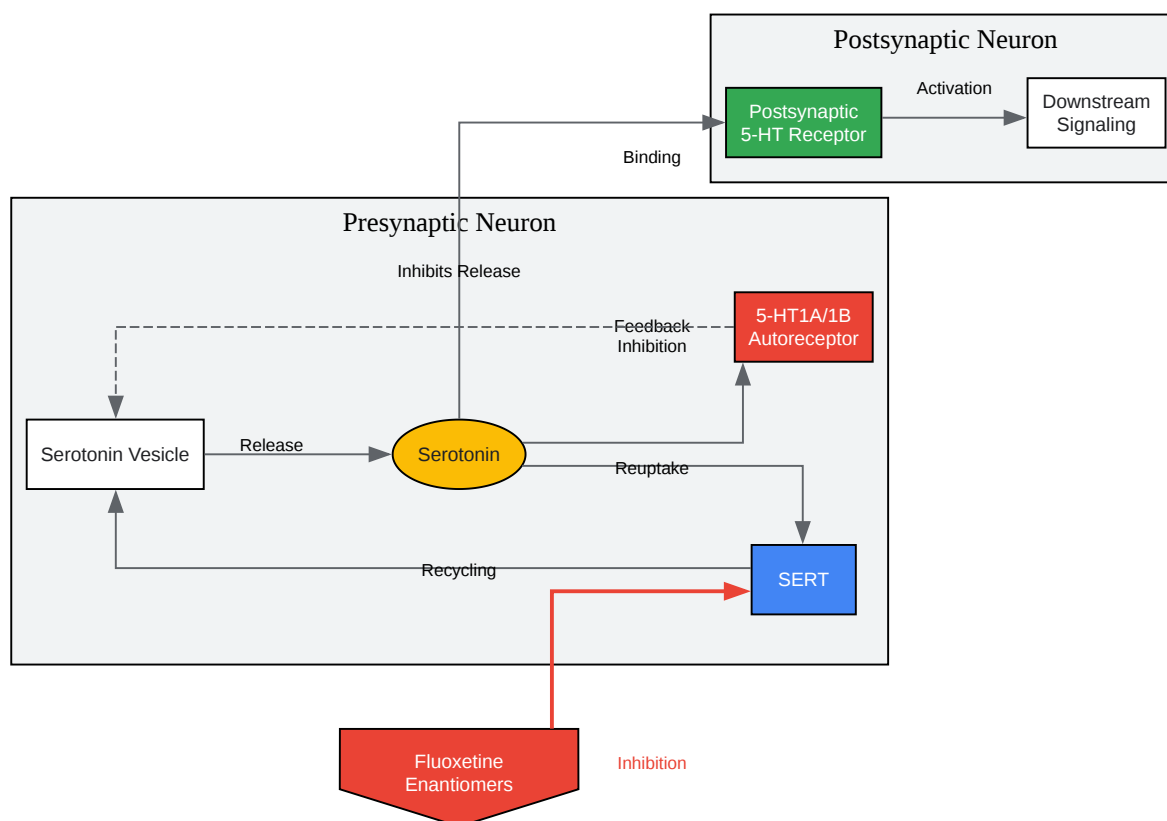 Postsynaptic Neuron
Activation
Postsynaptic
5-HT Receptor
Downstream
Signaling
Binding
Presynaptic Neuron
Inhibits Release
5-HT1A/1B
Autoreceptor
Feedback
Inhibition
Serotonin Vesicle
Release
Serotonin
Reuptake
Recycling
SERT
Fluoxetine
Enantiomers
Inhibition